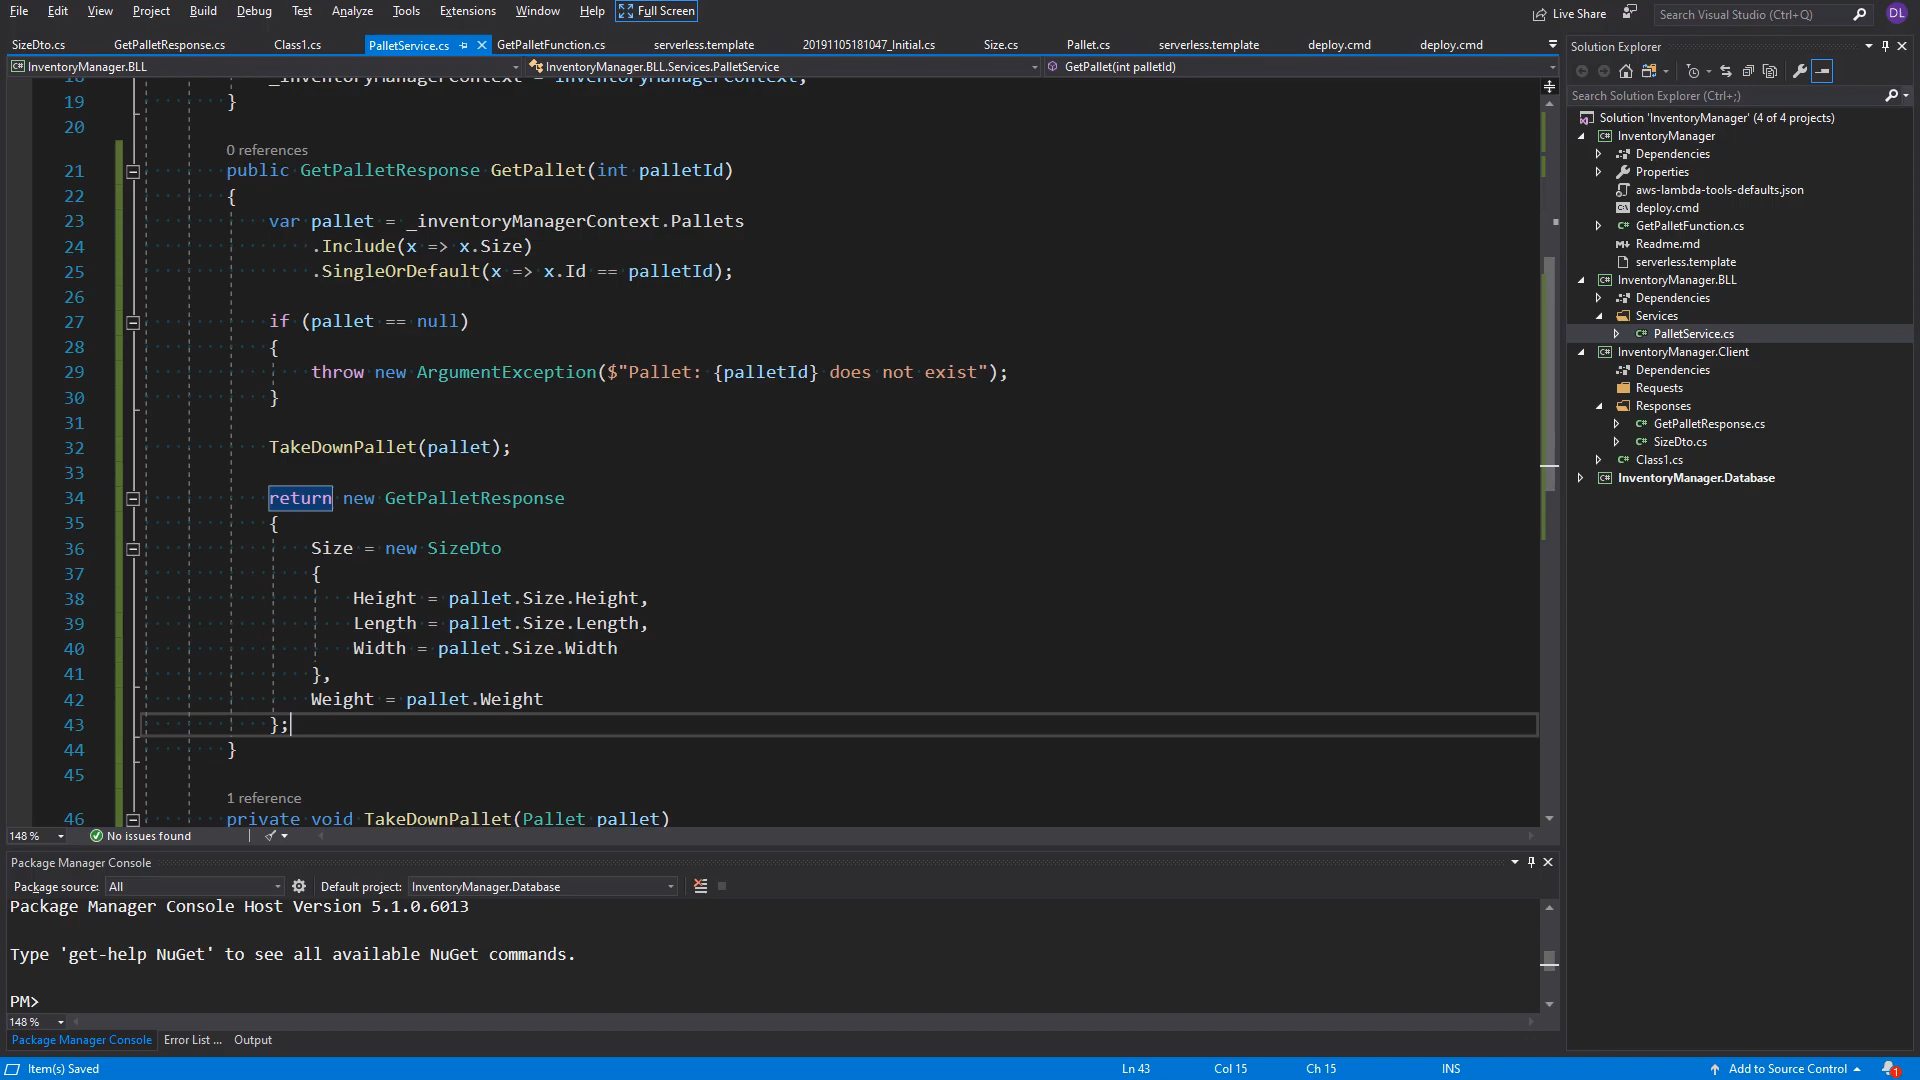 File Edit View Project Build Debug Test Analyze Tools Extensions Window Help Full Screen Live Share Search Visual Studio (Ctrl+Q) DL
SizeDto.cs GetPalletResponse.cs Class1.cs PalletService.cs GetPalletFunction.cs serverless.template 20191105181047_Initial.cs Size.cs Pallet.cs serverless.template deploy.cmd deploy.cmd
InventoryManager.BLL InventoryManager.BLL.Services.PalletService GetPallet(int palletId)
18 _inventoryManagerContext = inventoryManagerContext;
19 }
20
0 references
21 public GetPalletResponse GetPallet(int palletId)
22 {
23 var pallet = _inventoryManagerContext.Pallets
24 .Include(x => x.Size)
25 .SingleOrDefault(x => x.Id == palletId);
26
27 if (pallet == null)
28 {
29 throw new ArgumentException($"Pallet: {palletId} does not exist");
30 }
31
32 TakeDownPallet(pallet);
33
34 return new GetPalletResponse
35 {
36 Size = new SizeDto
37 {
38 Height = pallet.Size.Height,
39 Length = pallet.Size.Length,
40 Width = pallet.Size.Width
41 },
42 Weight = pallet.Weight
43 };
44 }
45
1 reference
46 private void TakeDownPallet(Pallet pallet)
148 % No issues found
Package Manager Console
Package source: All Default project: InventoryManager.Database
Package Manager Console Host Version 5.1.0.6013
Type 'get-help NuGet' to see all available NuGet commands.
PM>
148 %
Package Manager Console Error List ... Output
Item(s) Saved Ln 43 Col 15 Ch 15 INS Add to Source Control 1
Solution Explorer
Search Solution Explorer (Ctrl+;)
Solution 'InventoryManager' (4 of 4 projects)
InventoryManager
Dependencies
Properties
aws-lambda-tools-defaults.json
deploy.cmd
GetPalletFunction.cs
Readme.md
serverless.template
InventoryManager.BLL
Dependencies
Services
PalletService.cs
InventoryManager.Client
Dependencies
Requests
Responses
GetPalletResponse.cs
SizeDto.cs
Class1.cs
InventoryManager.Database